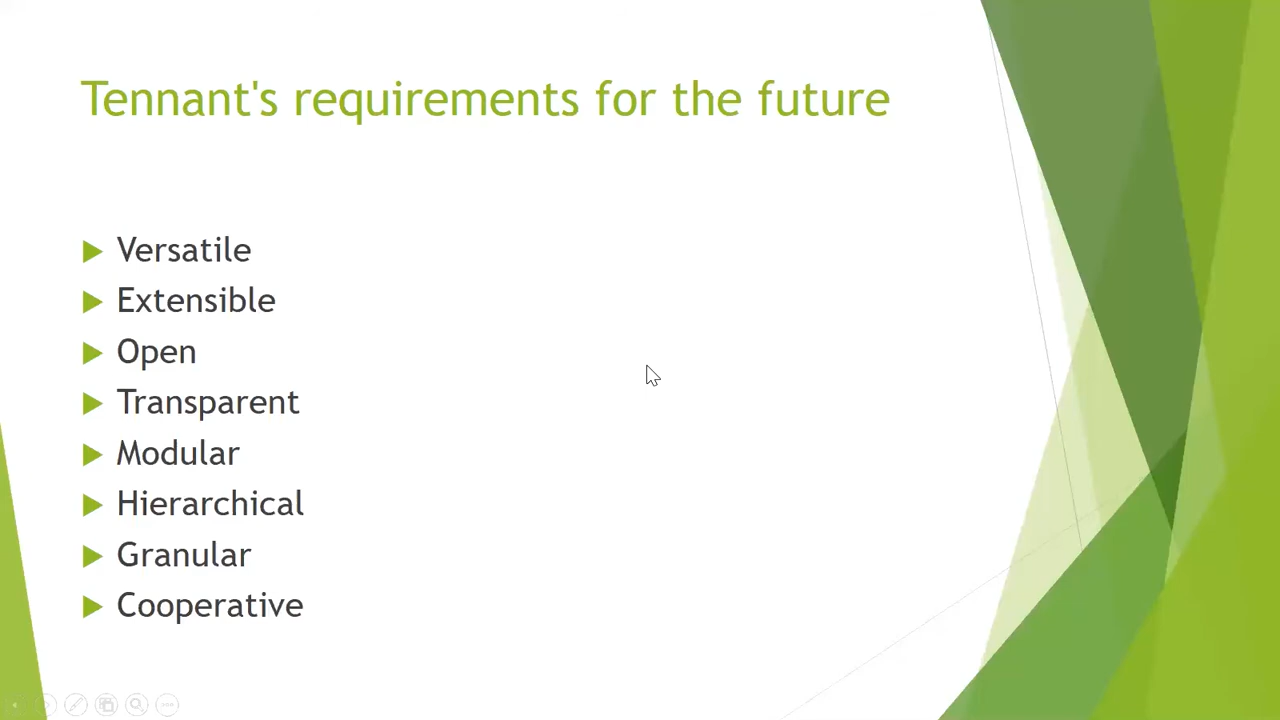 Tennant's requirements for the future
Versatile
Extensible
Open
Transparent
Modular
Hierarchical
Granular
Cooperative